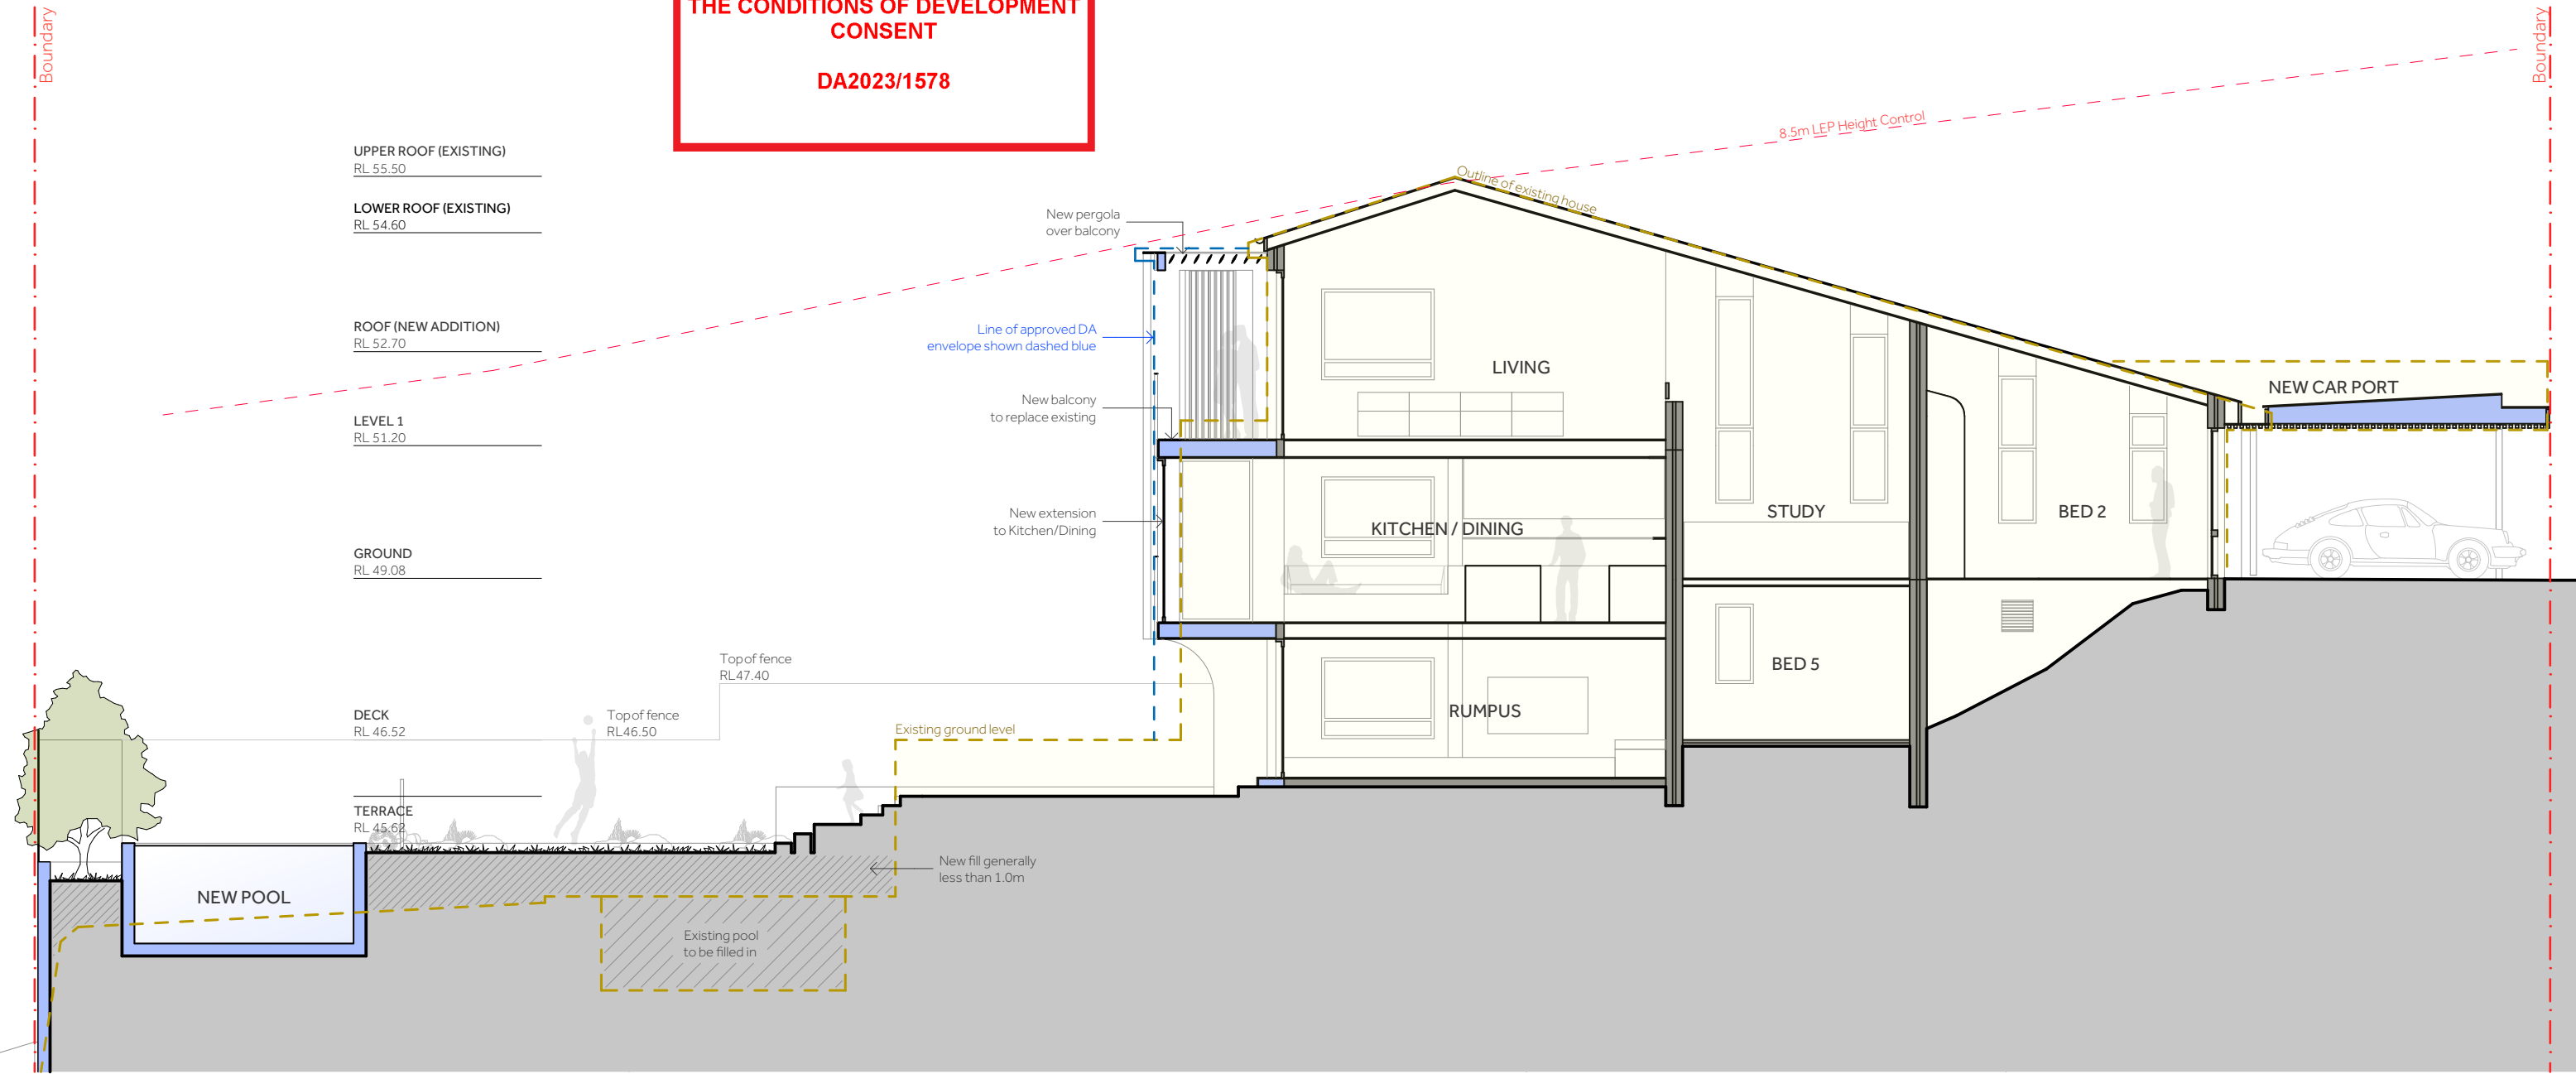 THE CONDITIONS OF DEVELOPMENT
CONSENT
DA2023/1578
Boundary
Boundary
8.5m LEP Height Control
UPPER ROOF (EXISTING)
RL 55.50
LOWER ROOF (EXISTING)
RL 54.60
Outline of existing house
New pergola
over balcony
ROOF (NEW ADDITION)
RL 52.70
Line of approved DA
envelope shown dashed blue
LIVING
NEW CAR PORT
New balcony
to replace existing
LEVEL 1
RL 51.20
New extension
to Kitchen/Dining
KITCHEN / DINING
STUDY
BED 2
GROUND
RL 49.08
Top of fence
RL47.40
BED 5
DECK
RL 46.52
Top of fence
RL46.50
Existing ground level
RUMPUS
TERRACE
RL 45.62
New fill generally
less than 1.0m
NEW POOL
Existing pool
to be filled in